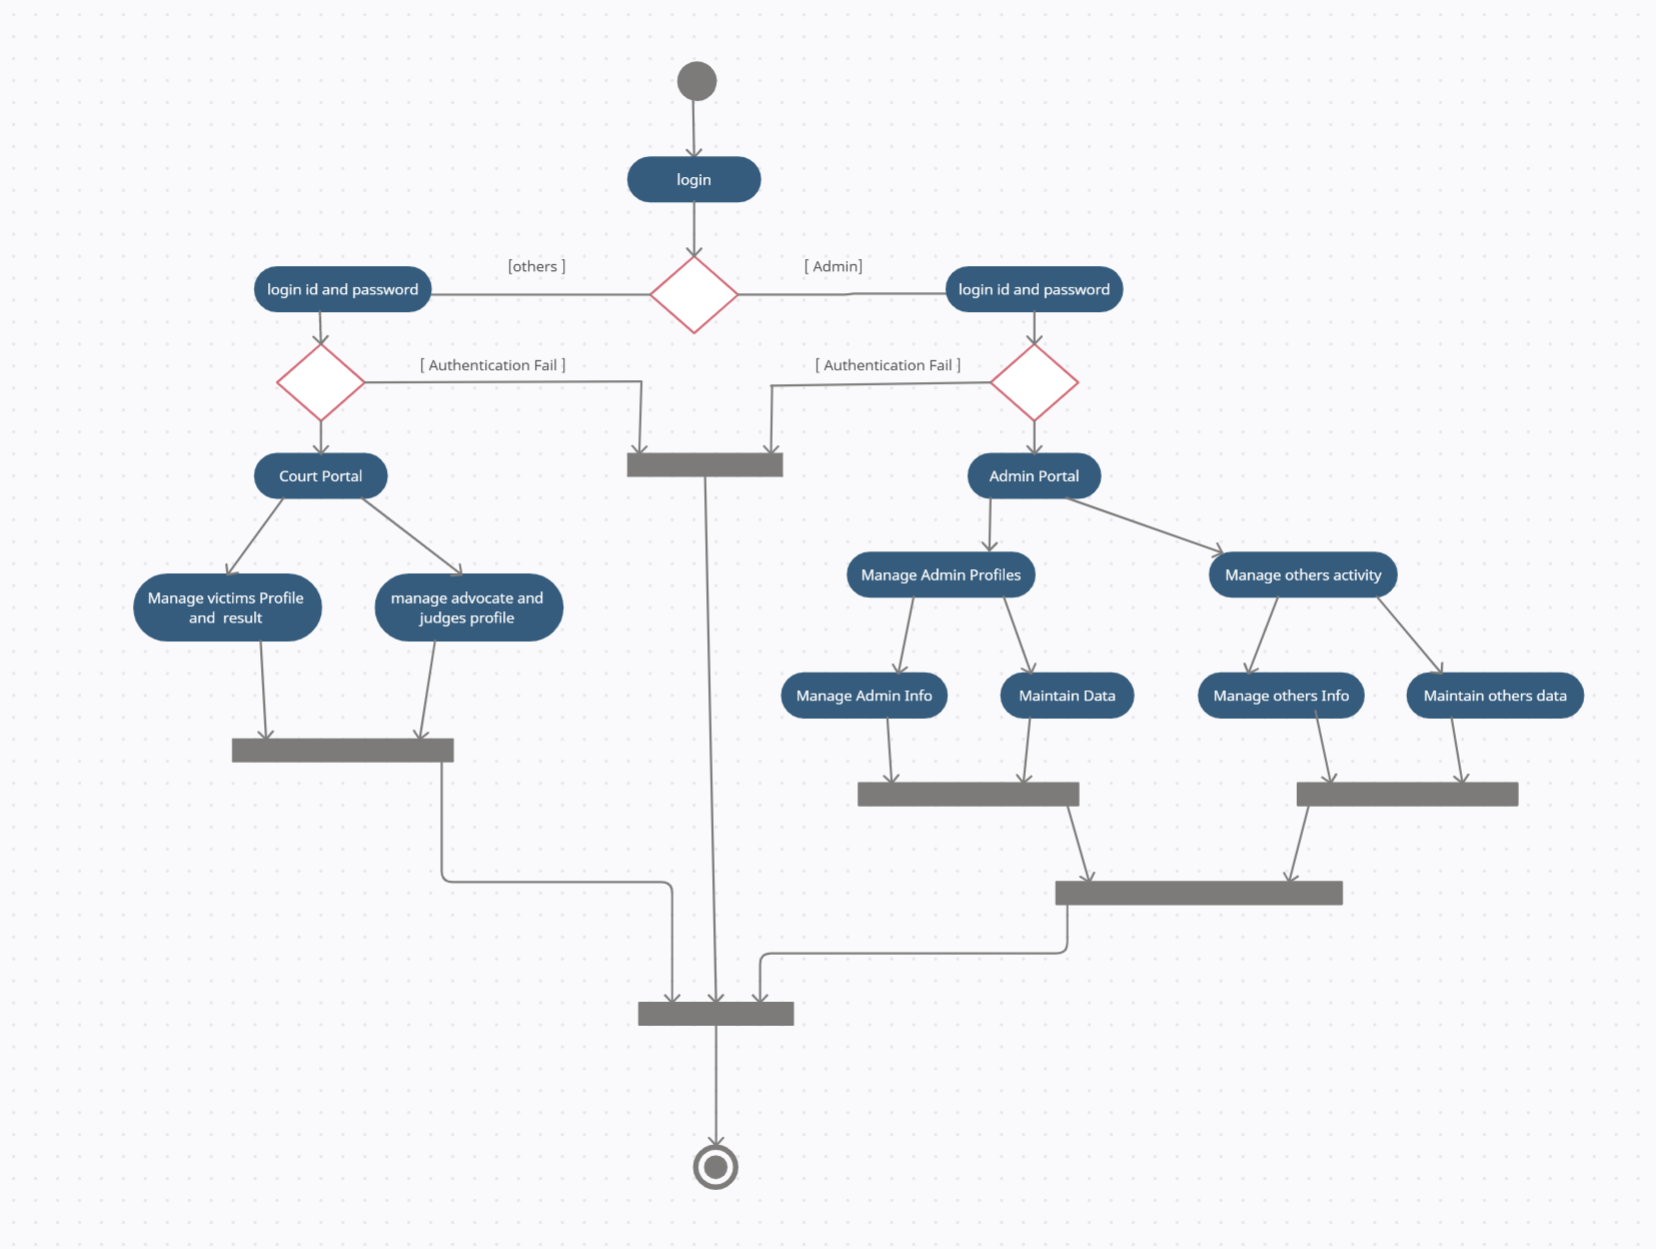 login
[others ]
[ Admin]
login id and password
login id and password
[ Authentication Fail ]
[ Authentication Fail ]
Court Portal
Admin Portal
Manage Admin Profiles
Manage others activity
Manage victims Profile
and  result
manage advocate and
judges profile
Manage Admin Info
Maintain Data
Manage others Info
Maintain others data